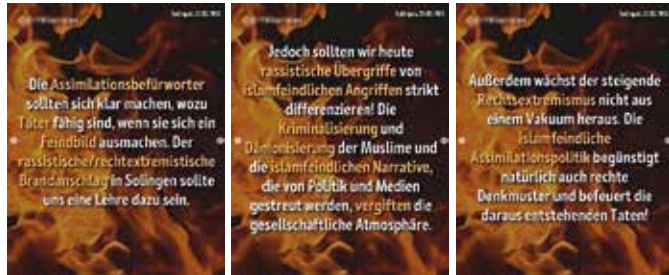 Die Assimilationsbefürworter
sollten sich klar machen, wozu
Täter fähig sind, wenn sie sich ein
Feindbild ausmachen. Der
rassistische/rechtextremistische
Brandanschlag in Solingen sollte
uns eine Lehre dazu sein.
Jedoch sollten wir heute
rassistische Übergriffe von
islamfeindlichen Angriffen strikt
differenzieren! Die
Kriminalisierung und
Dämonisierung der Muslime und
die islamfeindlichen Narrative,
die von Politik und Medien
gestreut werden, vergiften die
gesellschaftliche Atmosphäre.
Außerdem wächst der steigende
Rechtsextremismus nicht aus
einem Vakuum heraus. Die
islamfeindliche
Assimilationspolitik begünstigt
natürlich auch rechte
Denkmuster und befeuert die
daraus entstehenden Taten!